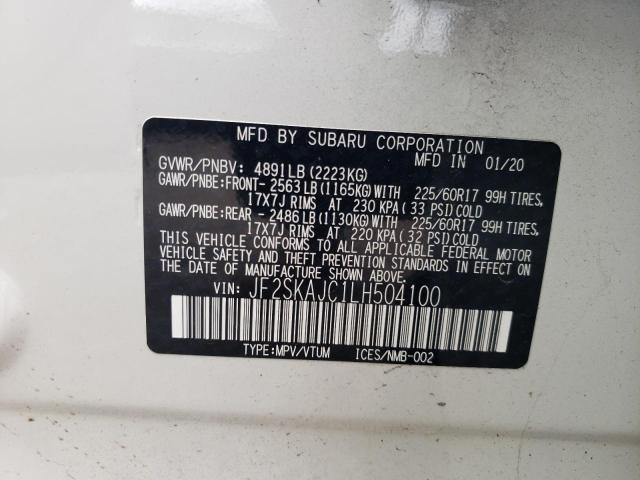 MFD BY SUBARU CORPORATION
GVWR/PNBV: 4891LB(2223KG) MFD IN 01/20
GAWR/PNBE:FRONT- 2563LB(1165KG)WITH 225/60R17 99H TIRES,
17X7J RIMS AT 230 KPA( 33 PSI) COLD
GAWR/PNBE:REAR - 2486LB(1130KG)WITH 225/60R17 99H TIRES,
17X7J RIMS AT 220 KPA( 32 PSI) COLD
THIS VEHICLE CONFORMS TO ALL APPLICABLE FEDERAL MOTOR
VEHICLE SAFETY, BUMPER, AND THEFT PREVENTION
STANDARDS IN EFFECT ON THE DATE OF MANUFACTURE SHOWN ABOVE.
VIN: JF2SKAJC1LH504100
TYPE:MPV/VTUM ICES/NMB-002